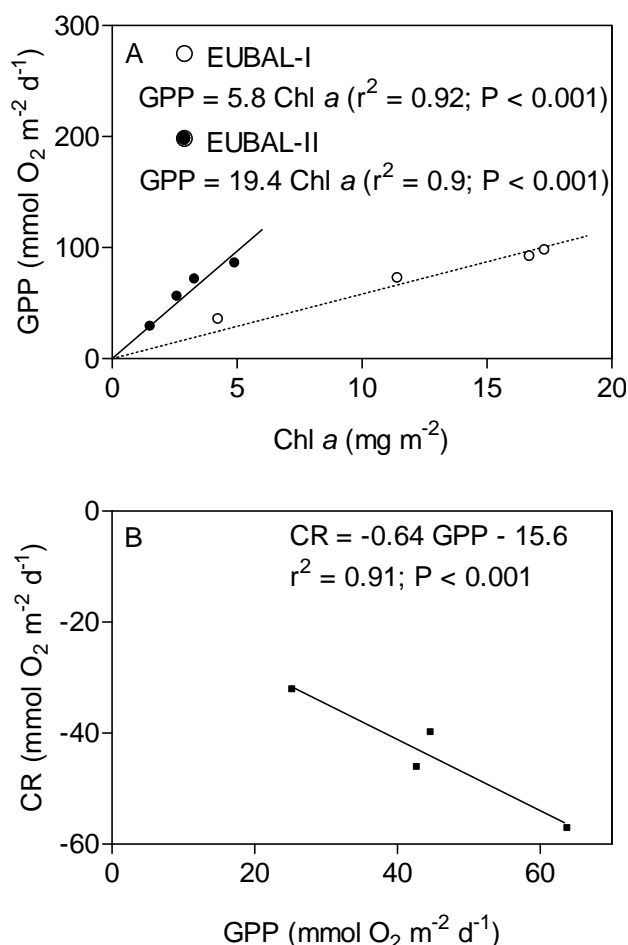 300
A
EUBAL-I
GPP = 5.8 Chl a (r² = 0.92; P < 0.001)
200
EUBAL-II
GPP = 19.4 Chl a (r² = 0.9; P < 0.001)
100
0
GPP (mmol O₂ m⁻² d⁻¹)
0 5 10 15 20
Chl a (mg m⁻²)
0
B
CR = -0.64 GPP - 15.6
r² = 0.91; P < 0.001
-20
-40
-60
CR (mmol O₂ m⁻² d⁻¹)
0 20 40 60
GPP (mmol O₂ m⁻² d⁻¹)